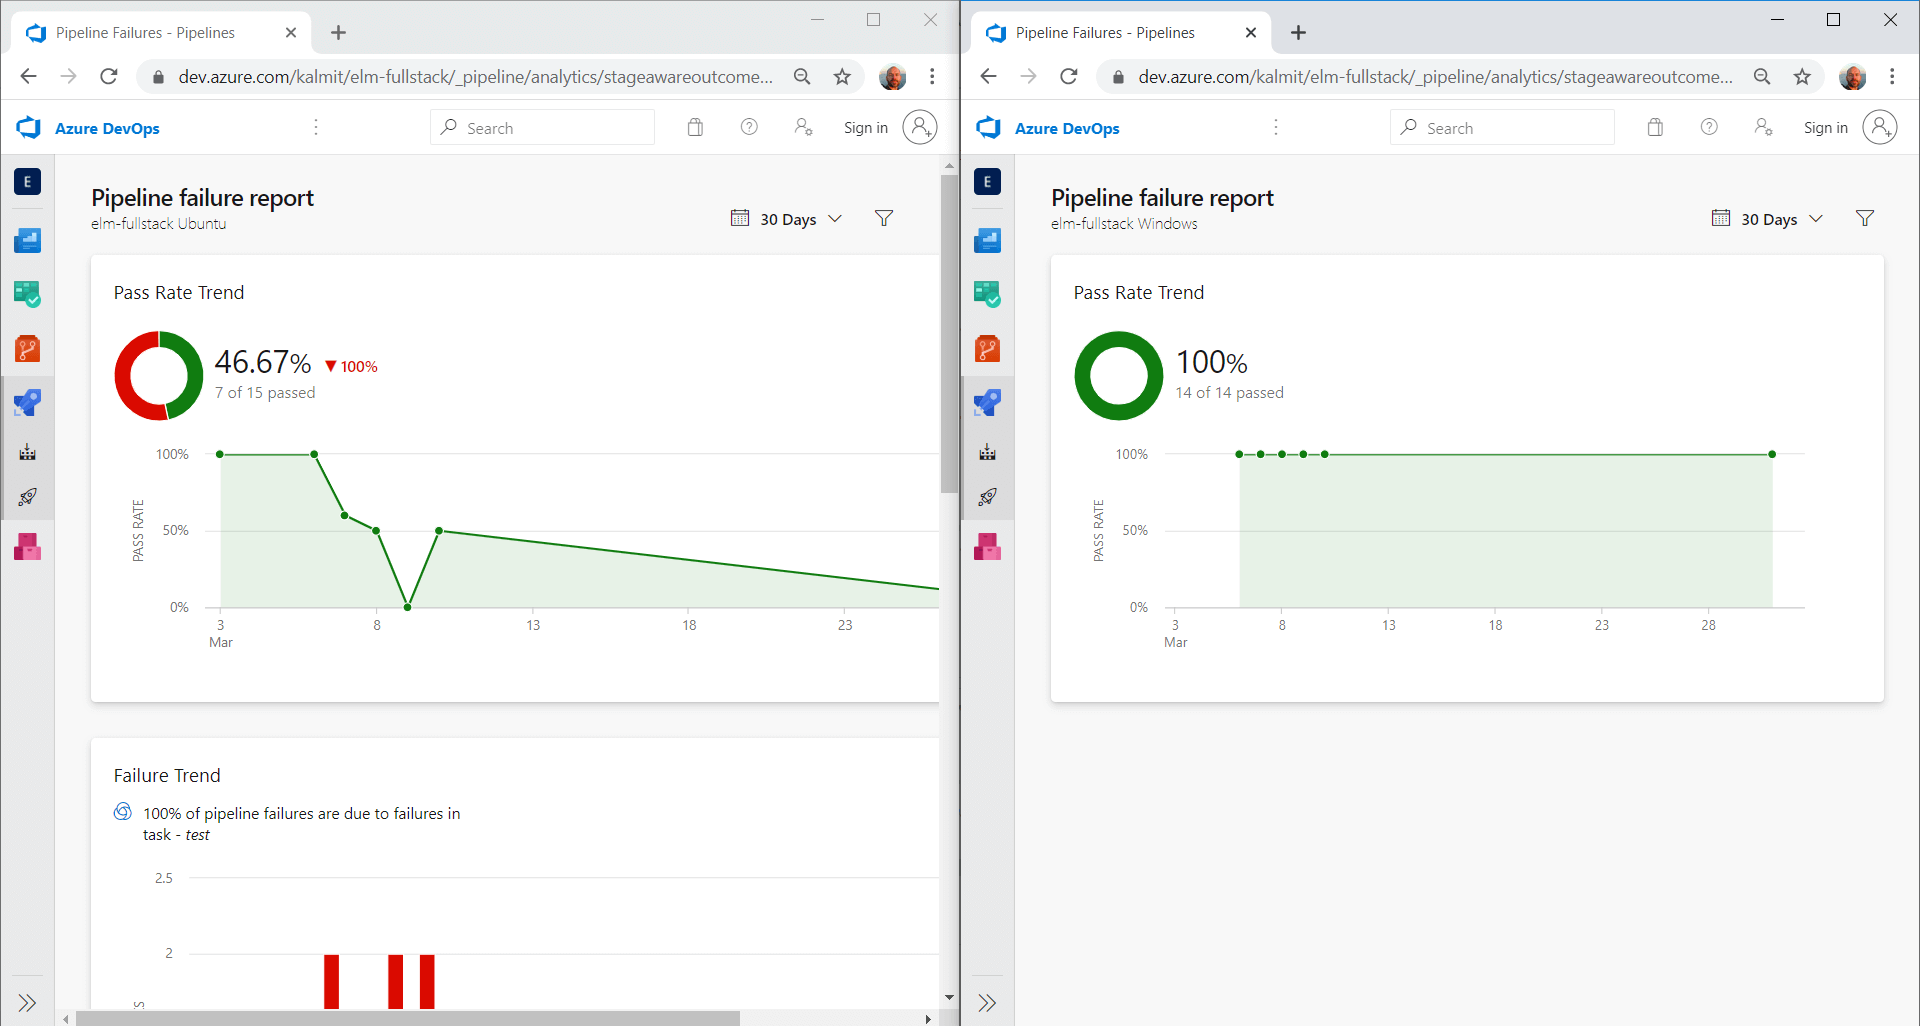 Pipeline Failures - Pipelines
dev.azure.com/kalmit/elm-fullstack/_pipeline/analytics/stageawareoutcome...
Azure DevOps
Search
Sign in
E
Pipeline failure report
elm-fullstack Ubuntu
30 Days
Pass Rate Trend
46.67%
100%
7 of 15 passed
100%
50%
0%
PASS RATE
3
8
13
18
23
Mar
Failure Trend
100% of pipeline failures are due to failures in
task - test
2.5
2
Pipeline Failures - Pipelines
dev.azure.com/kalmit/elm-fullstack/_pipeline/analytics/stageawareoutcome...
Azure DevOps
Search
Sign in
E
Pipeline failure report
elm-fullstack Windows
30 Days
Pass Rate Trend
100%
14 of 14 passed
100%
50%
0%
PASS RATE
3
8
13
18
23
28
Mar